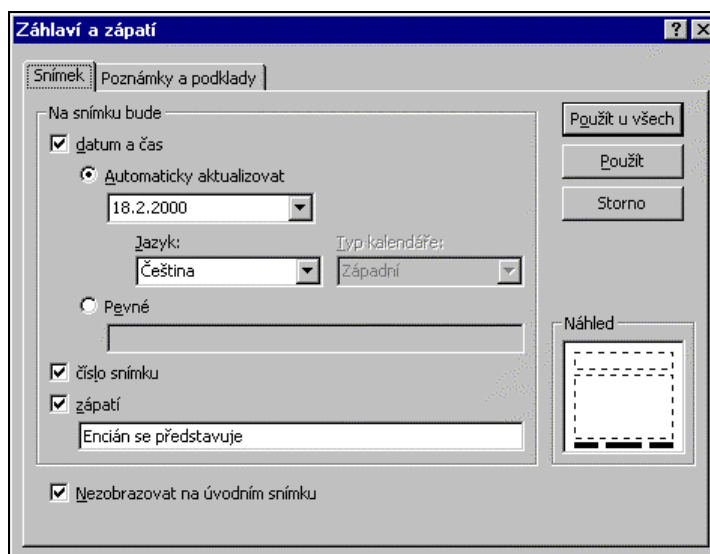 Záhlaví a zápatí
Snímek
Poznámky a podklady
Na snímku bude
datum a čas
Automaticky aktualizovat
18.2.2000
Jazyk:
Typ kalendáře:
Čeština
Západní
Pevné
číslo snímku
zápatí
Encián se představuje
Nezobrazovat na úvodním snímku
Použít u všech
Použít
Storno
Náhled